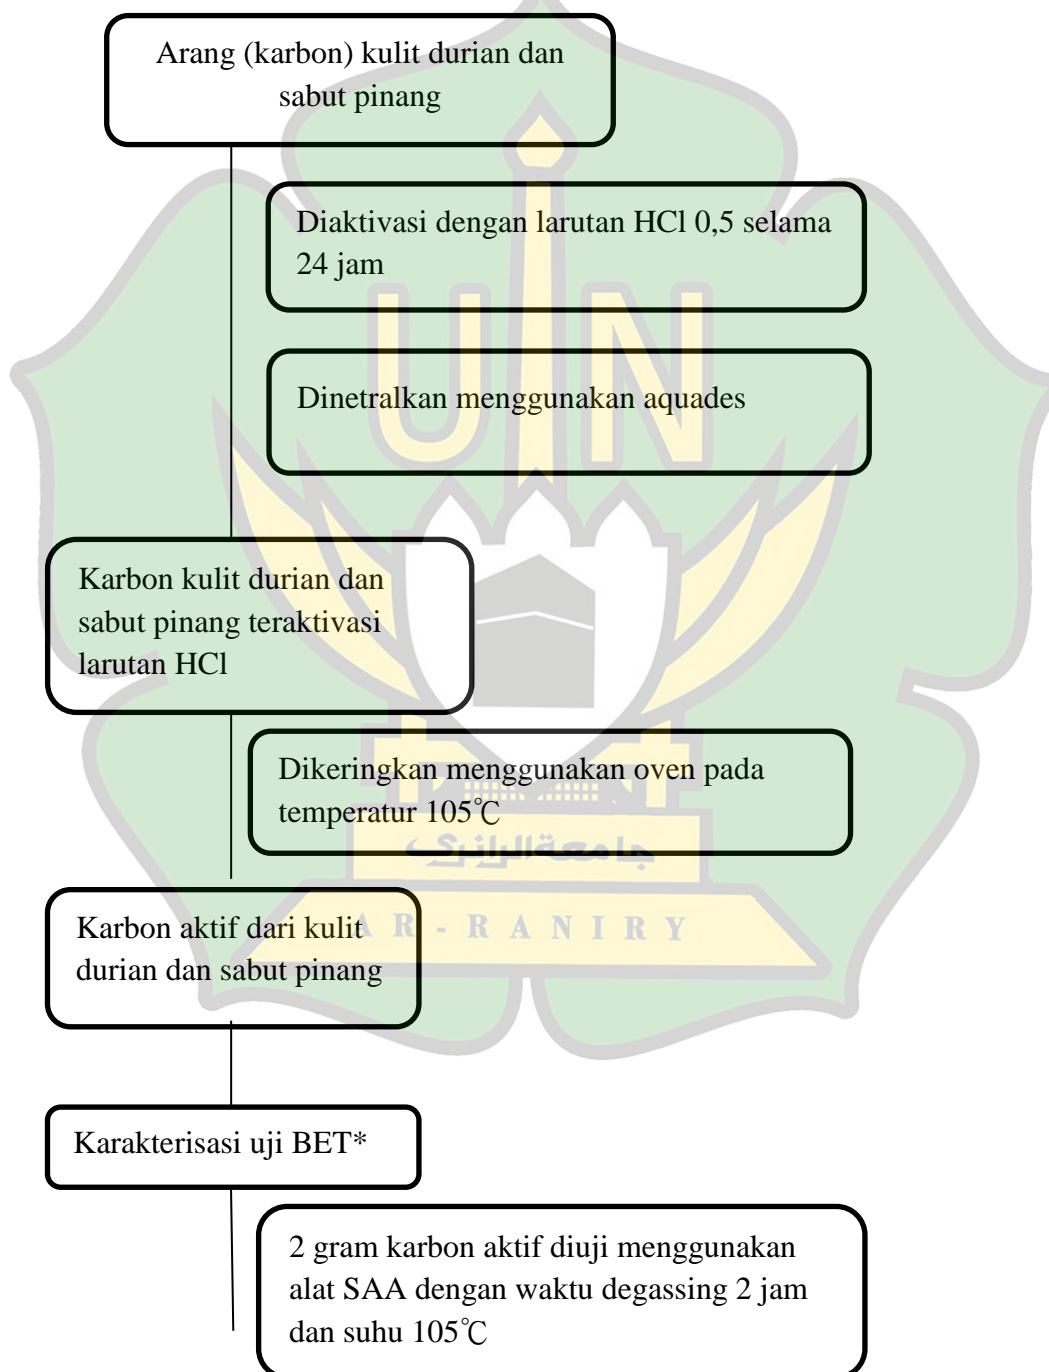 Arang (karbon) kulit durian dan
sabut pinang
Diaktivasi dengan larutan HCl 0,5 selama
24 jam
UIN
Dinetralkan menggunakan aquades
Karbon kulit durian dan
sabut pinang teraktivasi
larutan HCl
Dikeringkan menggunakan oven pada
temperatur 105℃
جامعةالرانري
AR-RANIRY
Karbon aktif dari kulit
durian dan sabut pinang
Karakterisasi uji BET*
2 gram karbon aktif diuji menggunakan
alat SAA dengan waktu degassing 2 jam
dan suhu 105℃